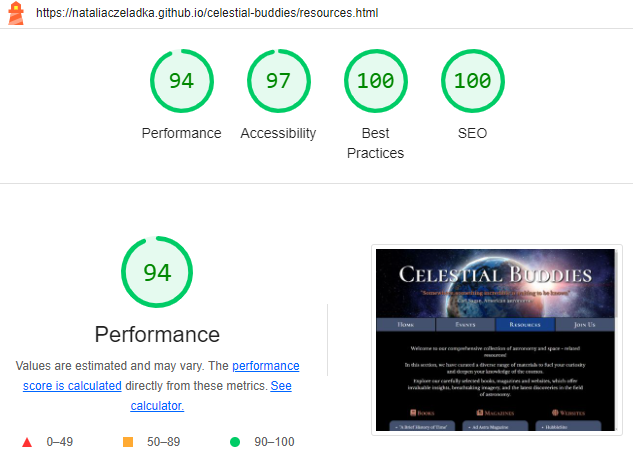 https://nataliaczeladka.github.io/celestial-buddies/resources.html
94
97
100
100
Performance
Accessibility
Best
Practices
SEO
94
Performance
Values are estimated and may vary. The performance
score is calculated directly from these metrics. See
calculator.
0–49
50–89
90–100
Celestial Buddies
"Somewhere, something incredible is waiting to be known"
Carl Sagan, American astronomer
Home
Events
Resources
Join Us
Welcome to our comprehensive collection of astronomy and space-related
resources!
In this section, we have curated a diverse range of materials to fuel your curiosity
and deepen your knowledge of the cosmos.
Explore our carefully selected books, magazines and websites, which offer
invaluable insights, breathtaking imagery, and the latest discoveries in the field
of astronomy.
Books
Magazines
Websites
"A Brief History of Time"
Ad Astra Magazine
HubbleSite